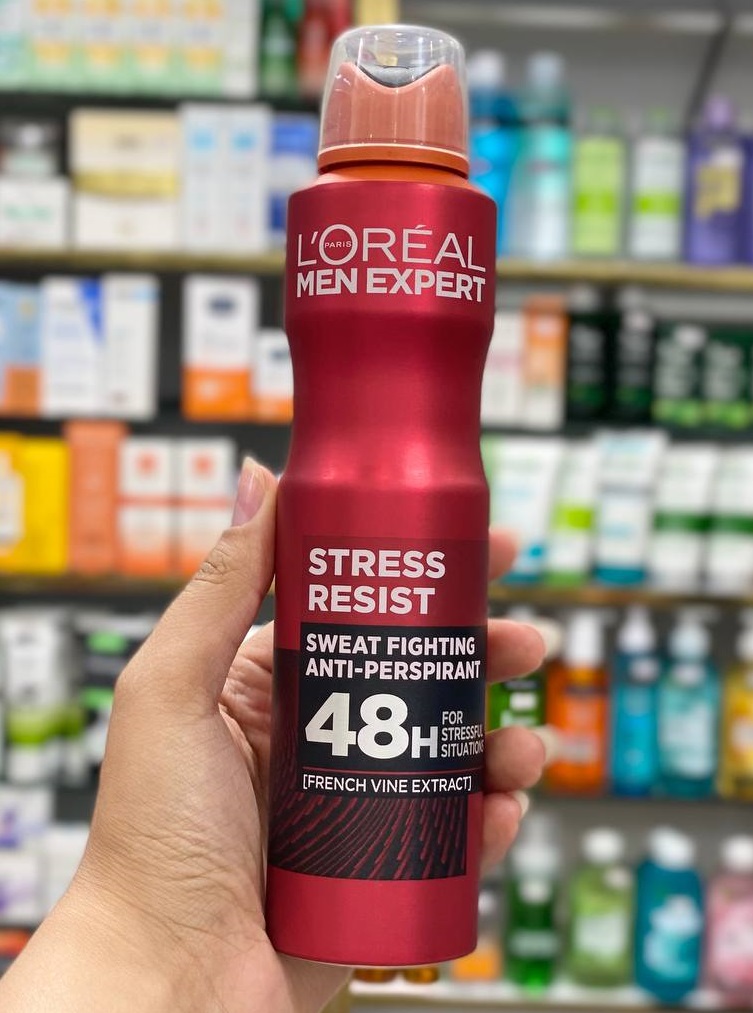 L'ORÉAL
PARIS
MEN EXPERT
STRESS
RESIST
SWEAT FIGHTING
ANTI-PERSPIRANT
48H FOR
STRESSFUL
SITUATIONS
[FRENCH VINE EXTRACT]